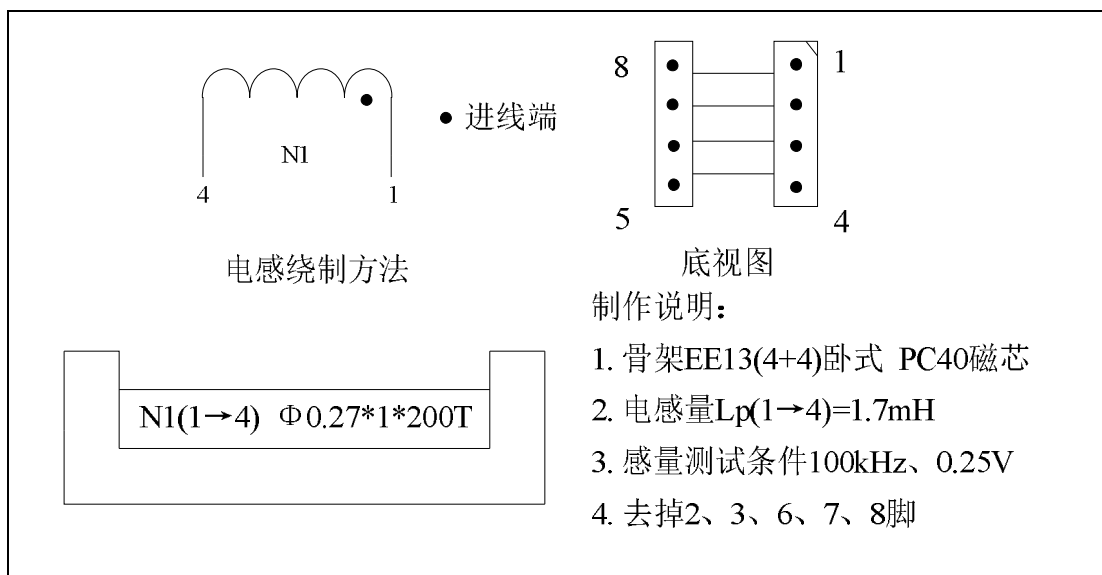 N1
4
1
● 进线端
电感绕制方法
8
1
5
4
底视图
N1(1→4) Φ0.27*1*200T
制作说明：
1. 骨架EE13(4+4)卧式 PC40磁芯
2. 电感量Lp(1→4)=1.7mH
3. 感量测试条件100kHz、0.25V
4. 去掉2、3、6、7、8脚